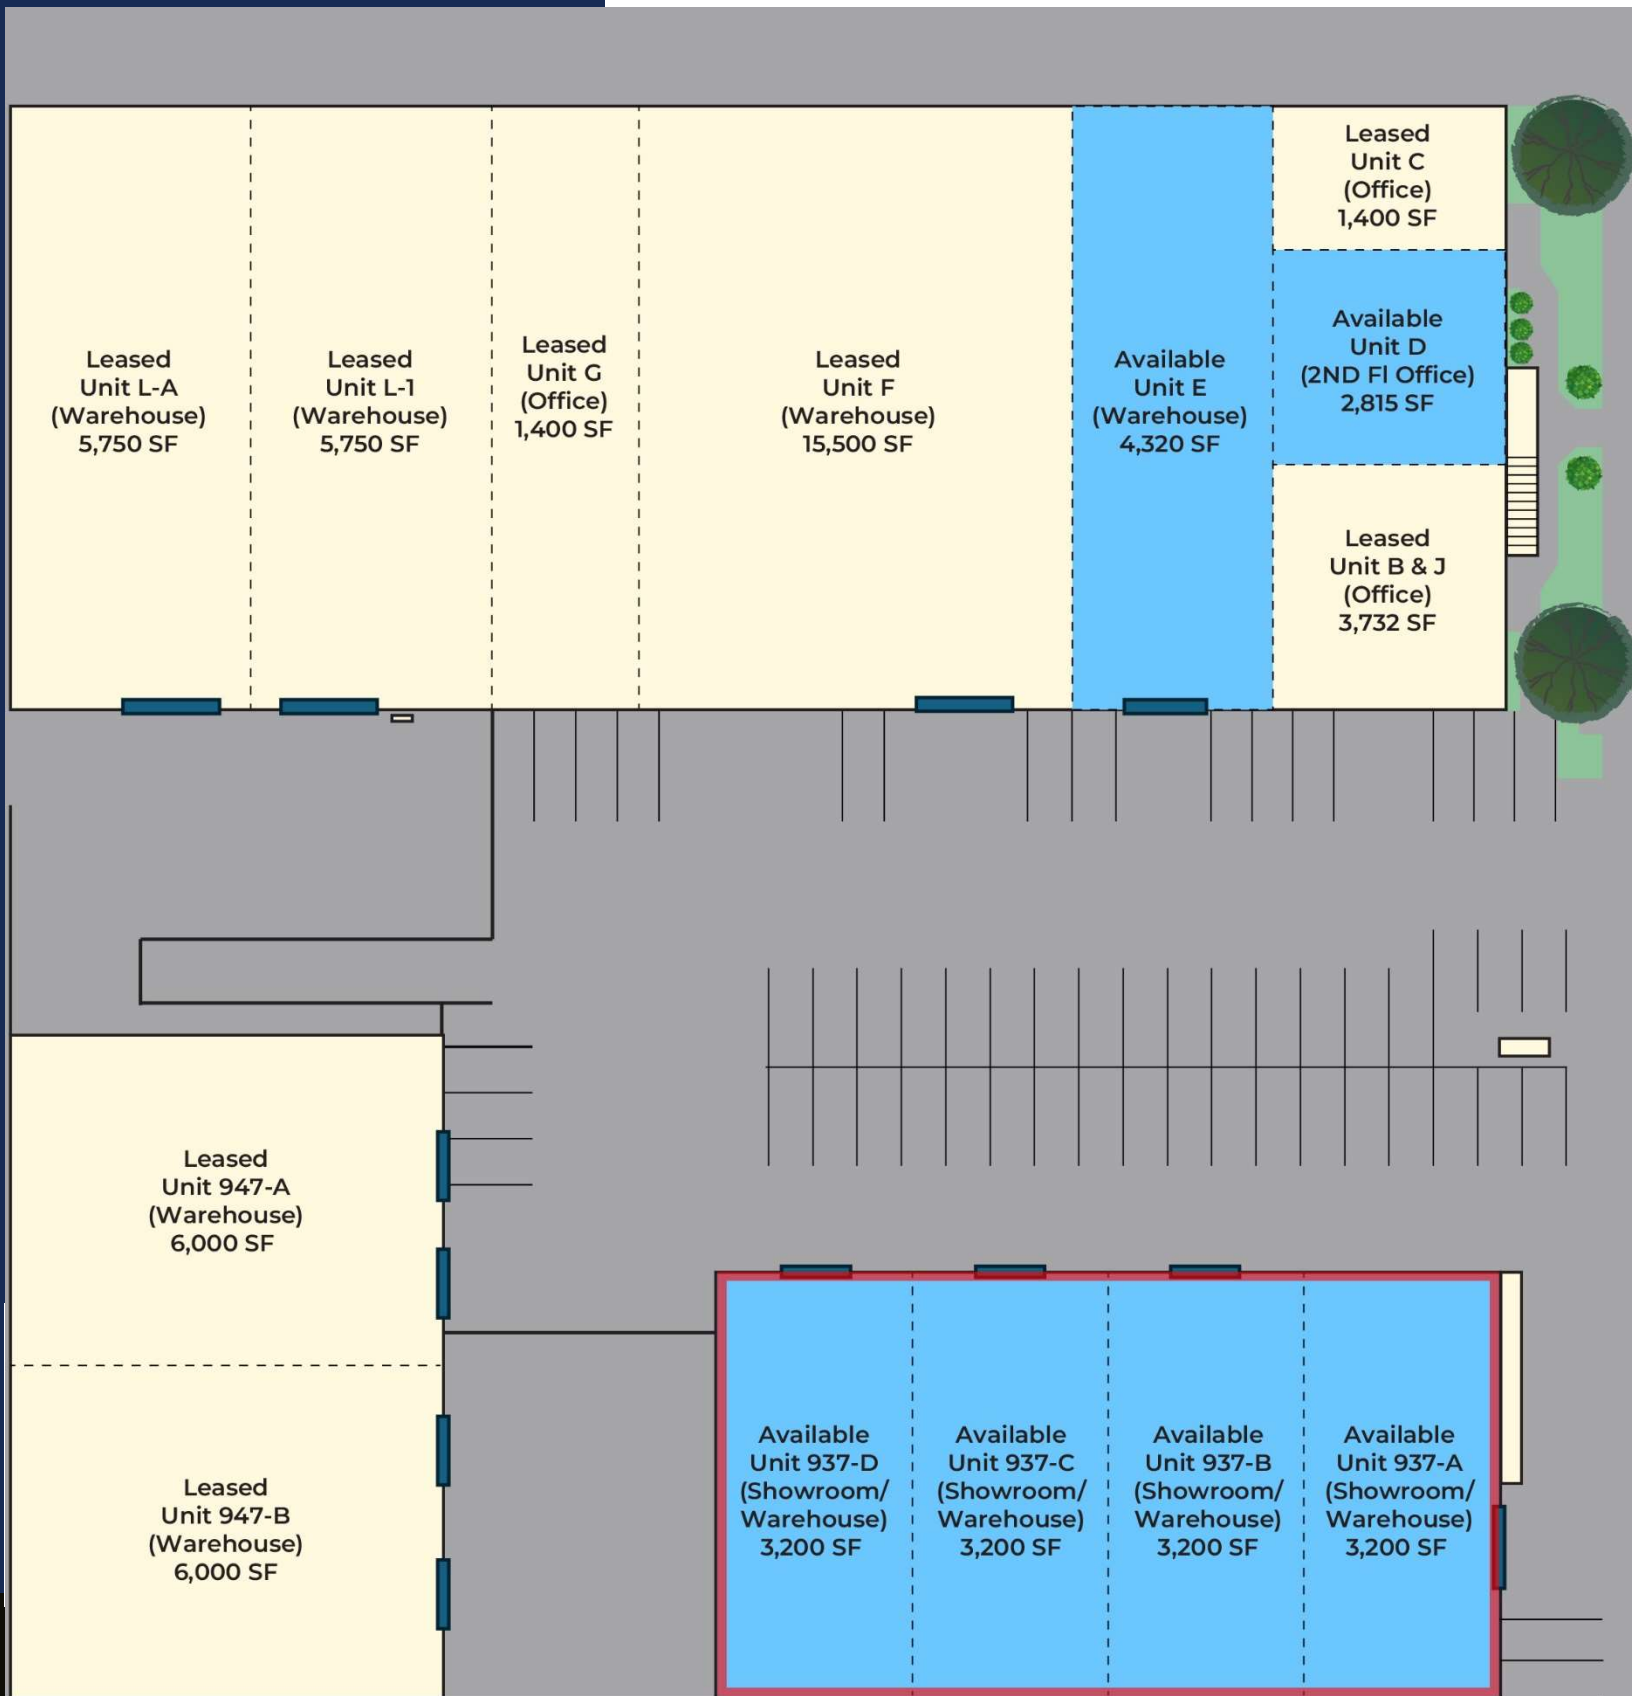 Leased
Unit L-A
(Warehouse)
5,750 SF
Leased
Unit L-1
(Warehouse)
5,750 SF
Leased
Unit G
(Office)
1,400 SF
Leased
Unit F
(Warehouse)
15,500 SF
Available
Unit E
(Warehouse)
4,320 SF
Leased
Unit C
(Office)
1,400 SF
Available
Unit D
(2ND Fl Office)
2,815 SF
Leased
Unit B & J
(Office)
3,732 SF
Leased
Unit 947-A
(Warehouse)
6,000 SF
Leased
Unit 947-B
(Warehouse)
6,000 SF
Available
Unit 937-D
(Showroom/
Warehouse)
3,200 SF
Available
Unit 937-C
(Showroom/
Warehouse)
3,200 SF
Available
Unit 937-B
(Showroom/
Warehouse)
3,200 SF
Available
Unit 937-A
(Showroom/
Warehouse)
3,200 SF